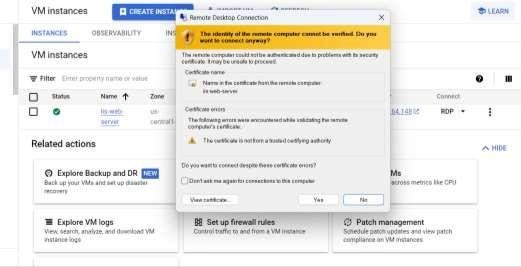 VM instances
CREATE INSTANCE
REFRESH
LEARN
INSTANCES
OBSERVABILITY
VM instances
Filter Enter property name or value
Status
Name
Zone
Connect
iis-web-
server
us-
central1
64.148
RDP
Related actions
HIDE
Explore Backup and DR NEW
Back up your VMs and set up disaster
recovery
Ms
across metrics like CPU
Explore VM logs
View, search, analyze, and download VM
instance logs
Set up firewall rules
Control traffic to and from a VM instance
Patch management
Schedule patch updates and view patch
compliance on VM instances
Remote Desktop Connection
The identity of the remote computer cannot be verified. Do you
want to connect anyway?
The remote computer could not be authenticated due to problems with its security
certificate. It may be unsafe to proceed.
Certificate name
Name in the certificate from the remote computer:
iis-web-server
Certificate errors
The following errors were encountered while validating the remote
computer's certificate:
The certificate is not from a trusted certifying authority.
Do you want to connect despite these certificate errors?
Don't ask me again for connections to this computer
View certificate...
Yes
No